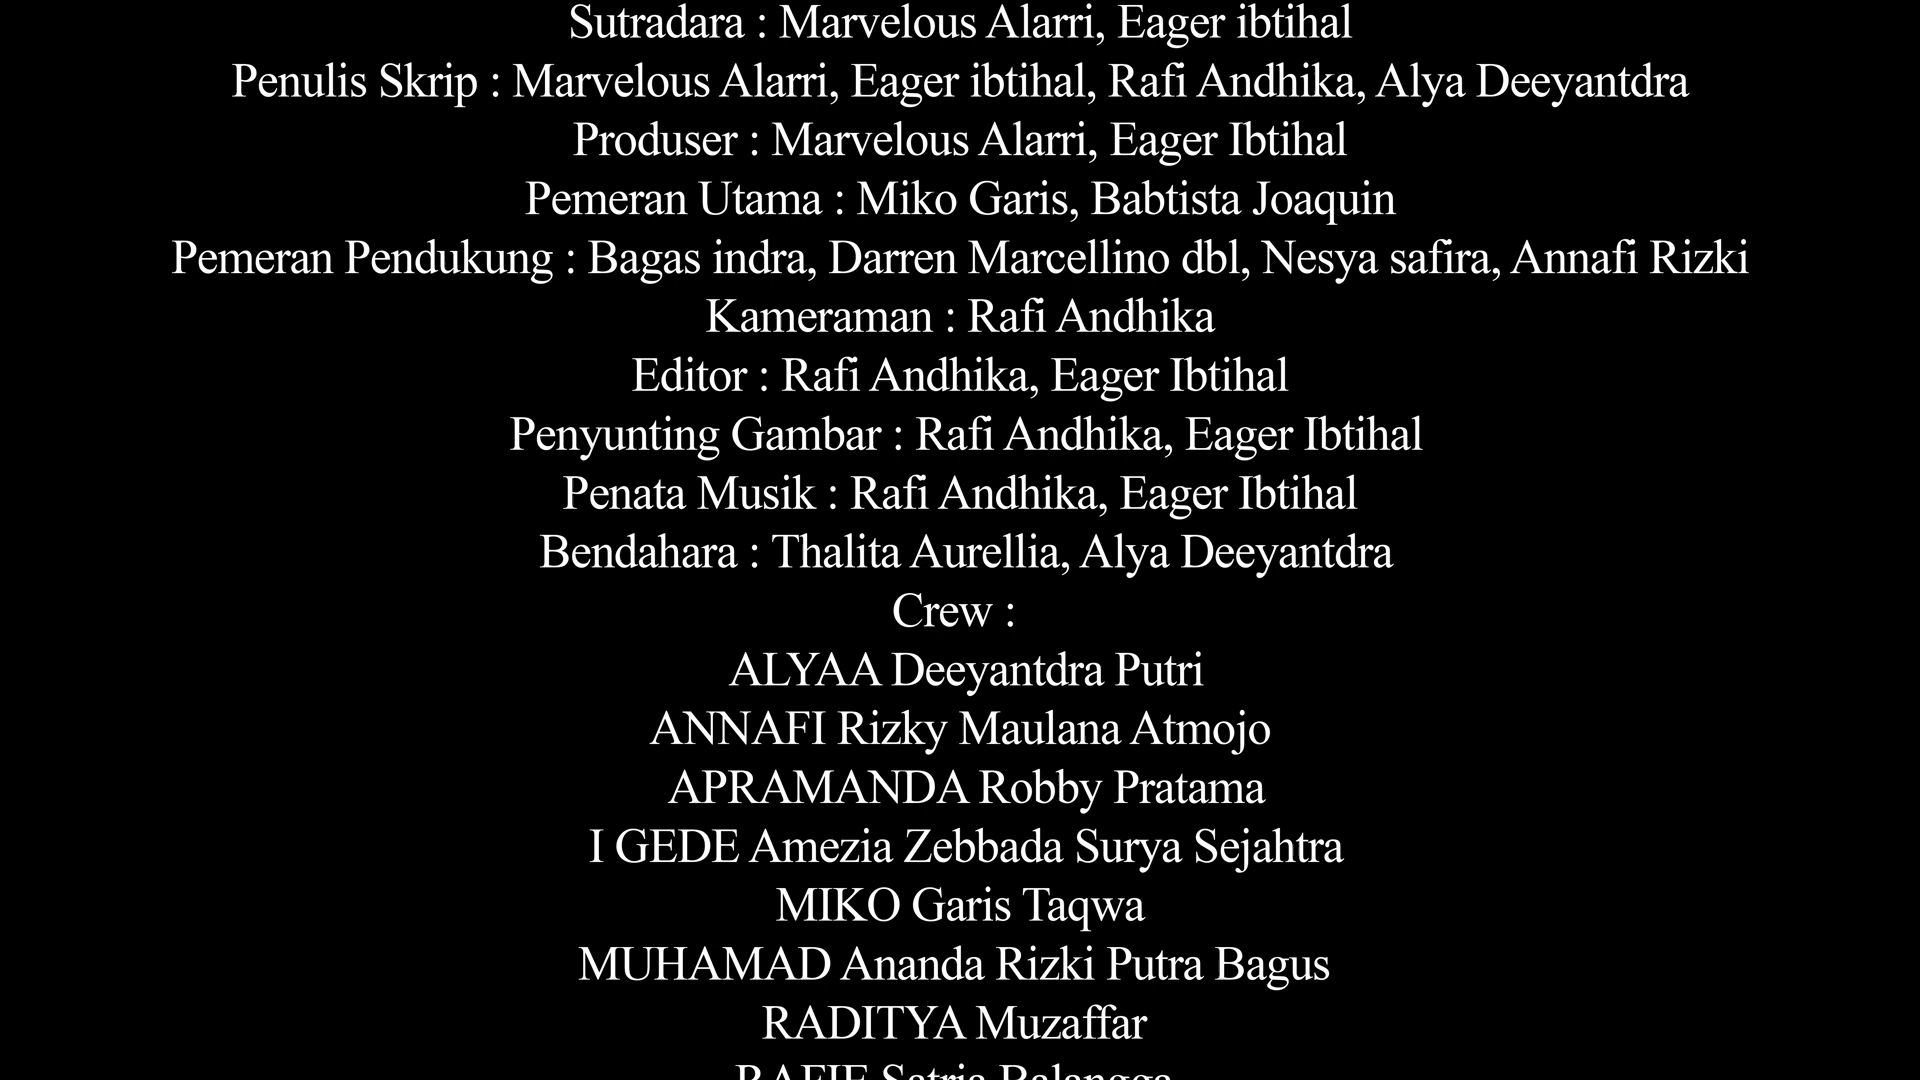 Sutradara : Marvelous Alarri, Eager ibtihal
Penulis Skrip : Marvelous Alarri, Eager ibtihal, Rafi Andhika, Alya Deeyantdra
Produser : Marvelous Alarri, Eager Ibtihal
Pemeran Utama : Miko Garis, Babtista Joaquin
Pemeran Pendukung : Bagas indra, Darren Marcellino dbl, Nesya safira, Annafi Rizki
Kameraman : Rafi Andhika
Editor : Rafi Andhika, Eager Ibtihal
Penyunting Gambar : Rafi Andhika, Eager Ibtihal
Penata Musik : Rafi Andhika, Eager Ibtihal
Bendahara : Thalita Aurellia, Alya Deeyantdra
Crew :
ALYAA Deeyantdra Putri
ANNAFI Rizky Maulana Atmojo
APRAMANDA Robby Pratama
I GEDE Amezia Zebbada Surya Sejahtra
MIKO Garis Taqwa
MUHAMAD Ananda Rizki Putra Bagus
RADITYA Muzaffar